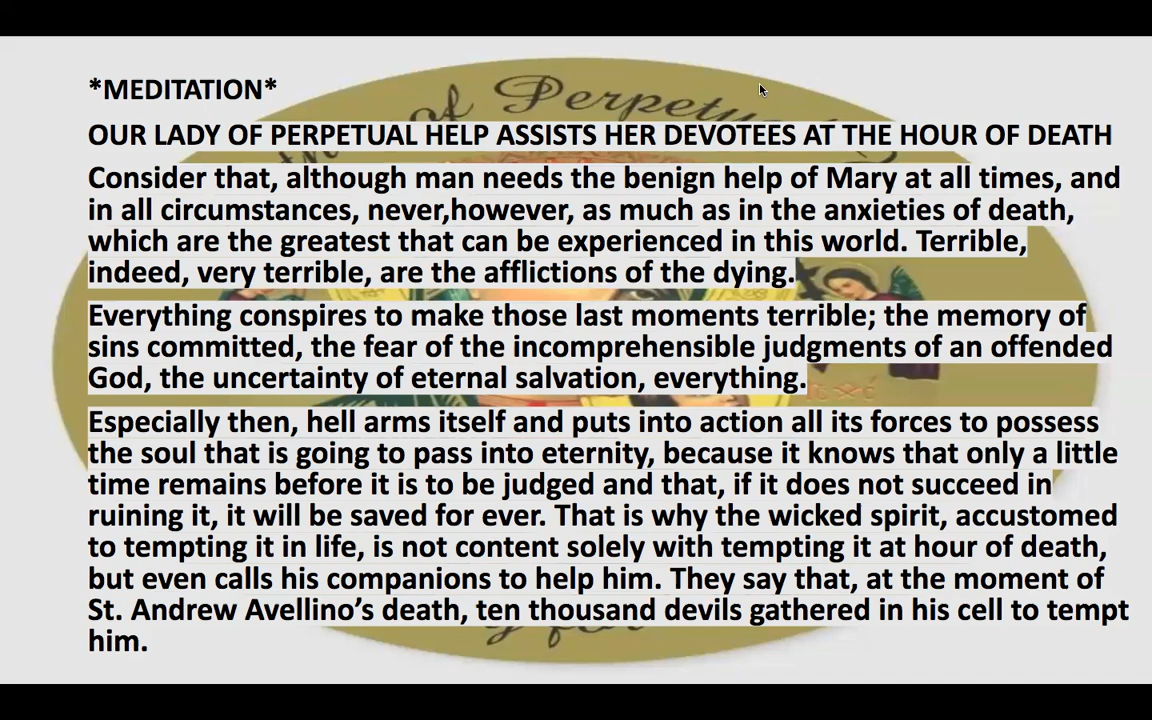 of Perpetu
*MEDITATION*
OUR LADY OF PERPETUAL HELP ASSISTS HER DEVOTEES AT THE HOUR OF DEATH
Consider that, although man needs the benign help of Mary at all times, and
in all circumstances, never,however, as much as in the anxieties of death,
which are the greatest that can be experienced in this world. Terrible,
indeed, very terrible, are the afflictions of the dying.
Everything conspires to make those last moments terrible; the memory of
sins committed, the fear of the incomprehensible judgments of an offended
God, the uncertainty of eternal salvation, everything.
Especially then, hell arms itself and puts into action all its forces to possess
the soul that is going to pass into eternity, because it knows that only a little
time remains before it is to be judged and that, if it does not succeed in
ruining it, it will be saved for ever. That is why the wicked spirit, accustomed
to tempting it in life, is not content solely with tempting it at hour of death,
but even calls his companions to help him. They say that, at the moment of
St. Andrew Avellino’s death, ten thousand devils gathered in his cell to tempt
him.